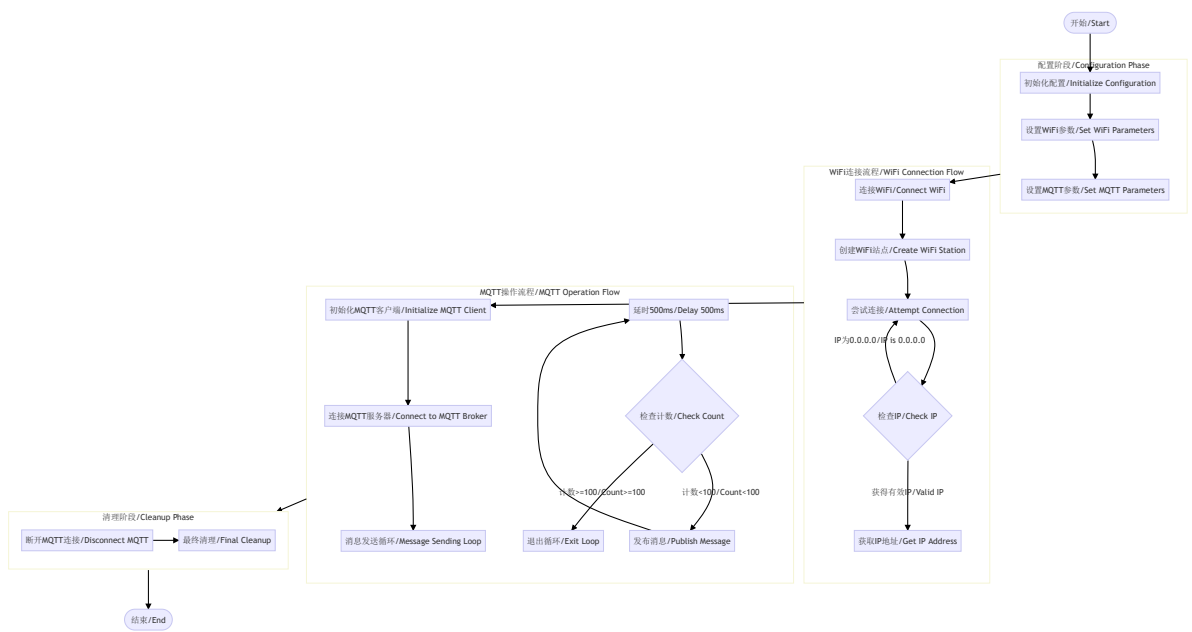 开始/Start
配置阶段/Configuration Phase
初始化配置/Initialize Configuration
设置WiFi参数/Set WiFi Parameters
设置MQTT参数/Set MQTT Parameters
WiFi连接流程/WiFi Connection Flow
连接WiFi/Connect WiFi
创建WiFi站点/Create WiFi Station
尝试连接/Attempt Connection
IP为0.0.0.0/IP is 0.0.0.0
检查IP/Check IP
获得有效IP/Valid IP
获取IP地址/Get IP Address
MQTT操作流程/MQTT Operation Flow
初始化MQTT客户端/Initialize MQTT Client
延时500ms/Delay 500ms
连接MQTT服务器/Connect to MQTT Broker
检查计数/Check Count
计数>=100/Count>=100
计数<100/Count<100
消息发送循环/Message Sending Loop
退出循环/Exit Loop
发布消息/Publish Message
清理阶段/Cleanup Phase
断开MQTT连接/Disconnect MQTT
最终清理/Final Cleanup
结束/End